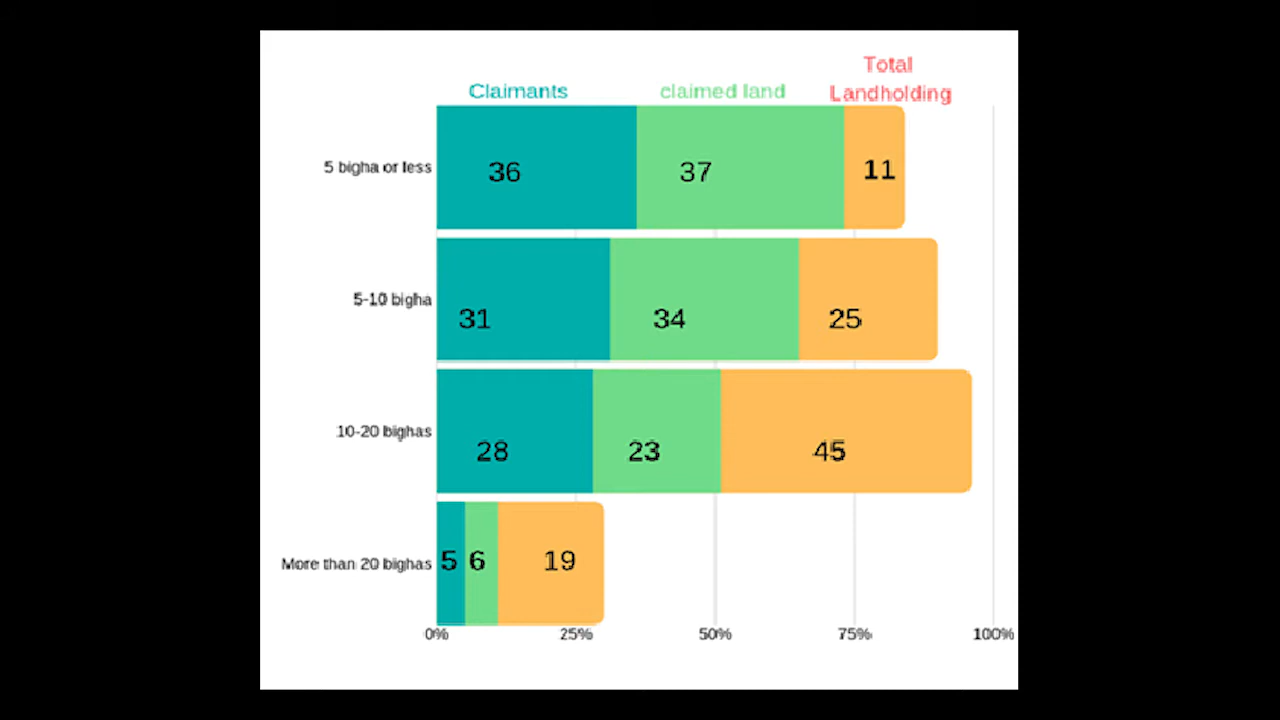 Total
Claimants claimed land Landholding
5 bigha or less 36 37 11
5-10 bigha 31 34 25
10-20 bighas 28 23 45
More than 20 bighas 5 6 19
0% 25% 50% 75% 100%